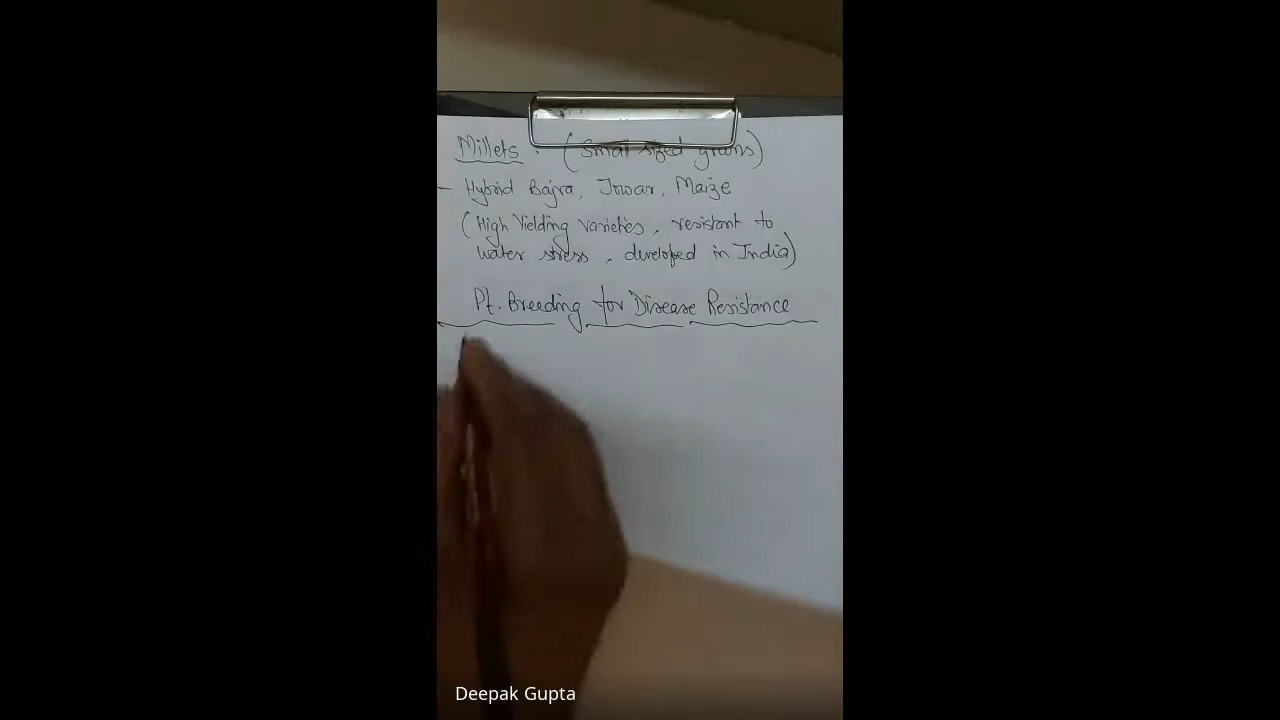 Millets : (Small sized grains)
- Hybrid Bajra, Jowar, Maize
(High Yielding Varieties, resistant to
water stress, developed in India)
Pt. Breeding for Disease Resistance
Deepak Gupta